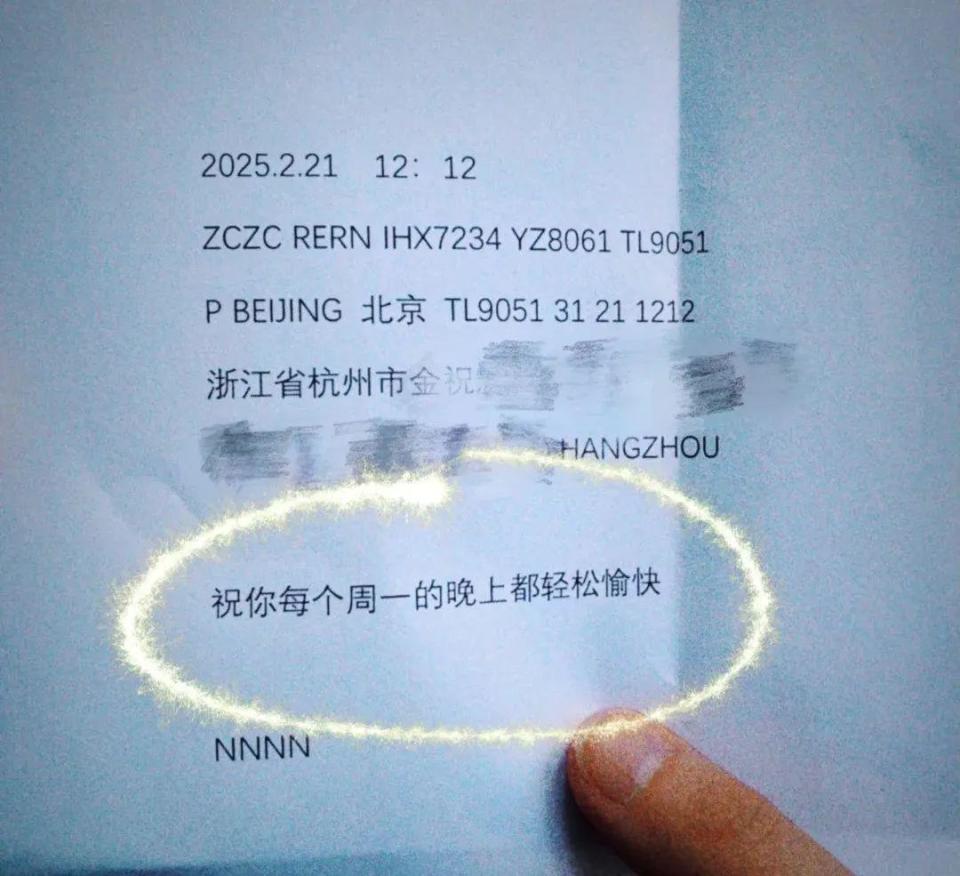 2025.2.21 12：12
ZCZC RERN IHX7234 YZ8061 TL9051
P BEIJING 北京 TL9051 31 21 1212
浙江省杭州市金祝
HANGZHOU
祝你每个周一的晚上都轻松愉快
NNNN